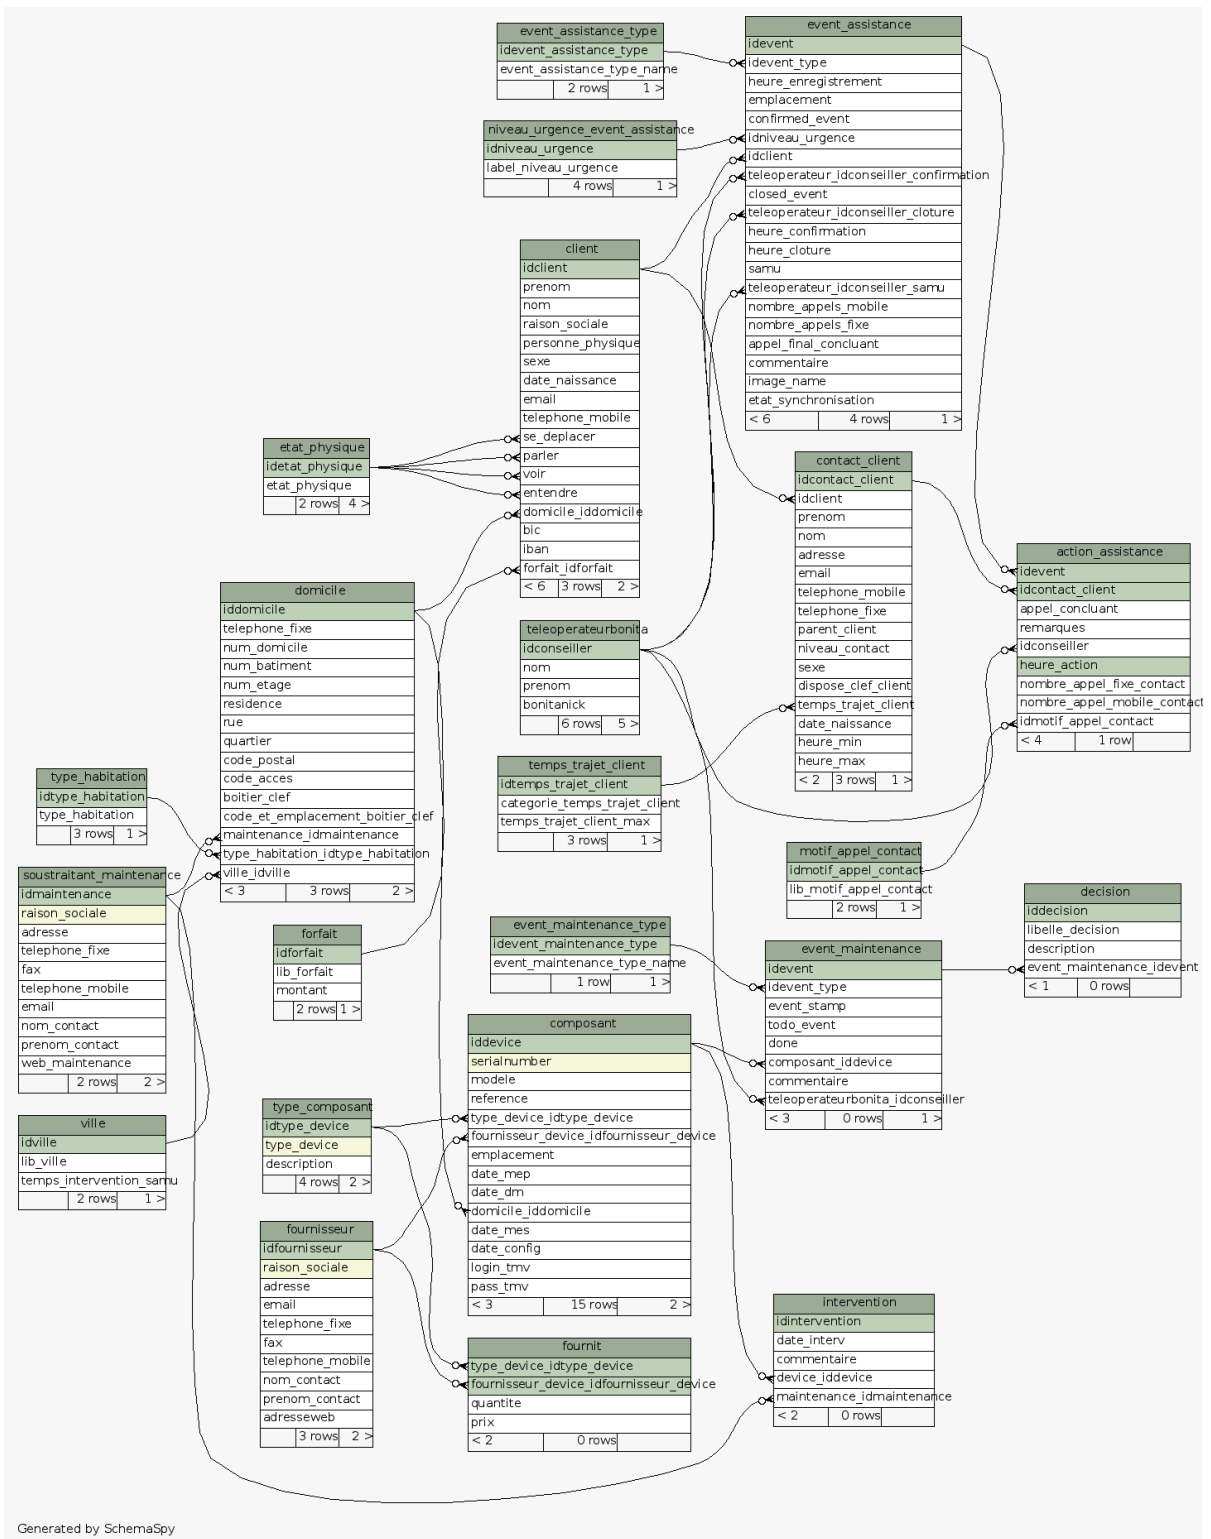 event_assistance_type
idevent_assistance_type
event_assistance_type_name
2 rows 1 >
event_assistance
idevent
idevent_type
heure_enregistrement
emplacement
confirmed_event
idniveau_urgence
idclient
teleoperateur_idconseiller_confirmation
closed_event
teleoperateur_idconseiller_cloture
heure_confirmation
heure_cloture
samu
teleoperateur_idconseiller_samu
nombre_appels_mobile
nombre_appels_fixe
appel_final_concluant
commentaire
image_name
etat_synchronisation
< 6 4 rows 1 >
niveau_urgence_event_assistance
idniveau_urgence
label_niveau_urgence
4 rows 1 >
client
idclient
prenom
nom
raison_sociale
personne_physique
sexe
date_naissance
email
telephone_mobile
se_deplacer
parler
voir
entendre
domicile_iddomicile
bic
iban
forfait_idforfait
< 6 3 rows 2 >
etat_physique
idetat_physique
etat_physique
2 rows 4 >
contact_client
idcontact_client
idclient
prenom
nom
adresse
email
telephone_mobile
telephone_fixe
parent_client
niveau_contact
sexe
dispose_clef_client
temps_trajet_client
date_naissance
heure_min
heure_max
< 2 3 rows 1 >
action_assistance
idevent
idcontact_client
appel_concluant
remarques
idconseiller
heure_action
nombre_appel_fixe_contact
nombre_appel_mobile_contact
idmotif_appel_contact
< 4 1 row
domicile
iddomicile
telephone_fixe
num_domicile
num_batiment
num_etage
residence
rue
quartier
code_postal
code_acces
boitier_clef
code_et_emplacement_boitier_clef
maintenance_idmaintenance
type_habitation_idtype_habitation
ville_idville
< 3 3 rows 2 >
teleoperateurbonita
idconseiller
nom
prenom
bonitanick
6 rows 5 >
temps_trajet_client
idtemps_trajet_client
categorie_temps_trajet_client
temps_trajet_client_max
3 rows 1 >
type_habitation
idtype_habitation
type_habitation
3 rows 1 >
motif_appel_contact
idmotif_appel_contact
lib_motif_appel_contact
2 rows 1 >
soustraitant_maintenance
idmaintenance
raison_sociale
adresse
telephone_fixe
fax
telephone_mobile
email
nom_contact
prenom_contact
web_maintenance
2 rows 2 >
decision
iddecision
libelle_decision
description
event_maintenance_idevent
< 1 0 rows
forfait
idforfait
lib_forfait
montant
2 rows 1 >
event_maintenance_type
idevent_maintenance_type
event_maintenance_type_name
1 row 1 >
event_maintenance
idevent
idevent_type
event_stamp
todo_event
done
composant_iddevice
commentaire
teleoperateurbonita_idconseiller
< 3 0 rows 1 >
composant
iddevice
serialnumber
modele
reference
type_device_idtype_device
fournisseur_device_idfournisseur_device
emplacement
date_mep
date_dm
domicile_iddomicile
date_mes
date_config
login_tmv
pass_tmv
< 3 15 rows 2 >
type_composant
idtype_device
type_device
description
4 rows 2 >
ville
idville
lib_ville
temps_intervention_samu
2 rows 1 >
fournisseur
idfournisseur
raison_sociale
adresse
email
telephone_fixe
fax
telephone_mobile
nom_contact
prenom_contact
adresseweb
3 rows 2 >
intervention
idintervention
date_interv
commentaire
device_iddevice
maintenance_idmaintenance
< 2 0 rows
fournit
type_device_idtype_device
fournisseur_device_idfournisseur_device
quantite
prix
< 2 0 rows
Generated by SchemaSpy